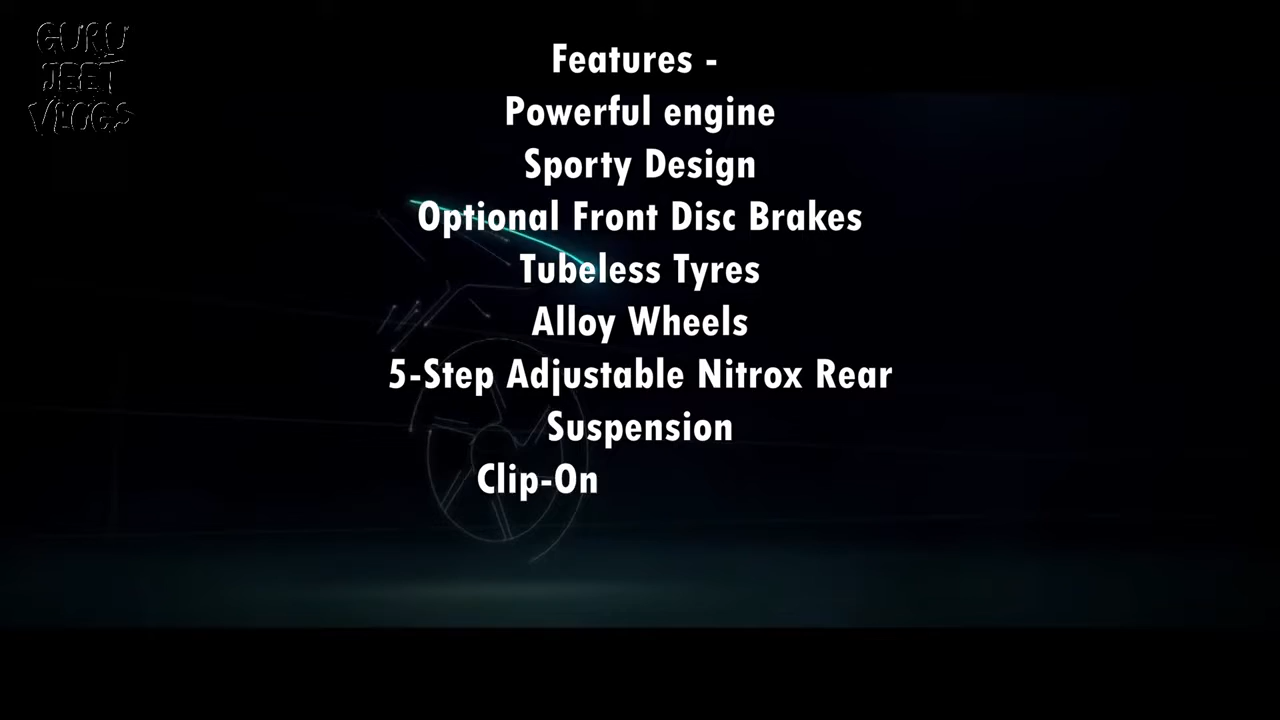 GURU
JEET
VLOGS
Features -
Powerful engine
Sporty Design
Optional Front Disc Brakes
Tubeless Tyres
Alloy Wheels
5-Step Adjustable Nitrox Rear
Suspension
Clip-On